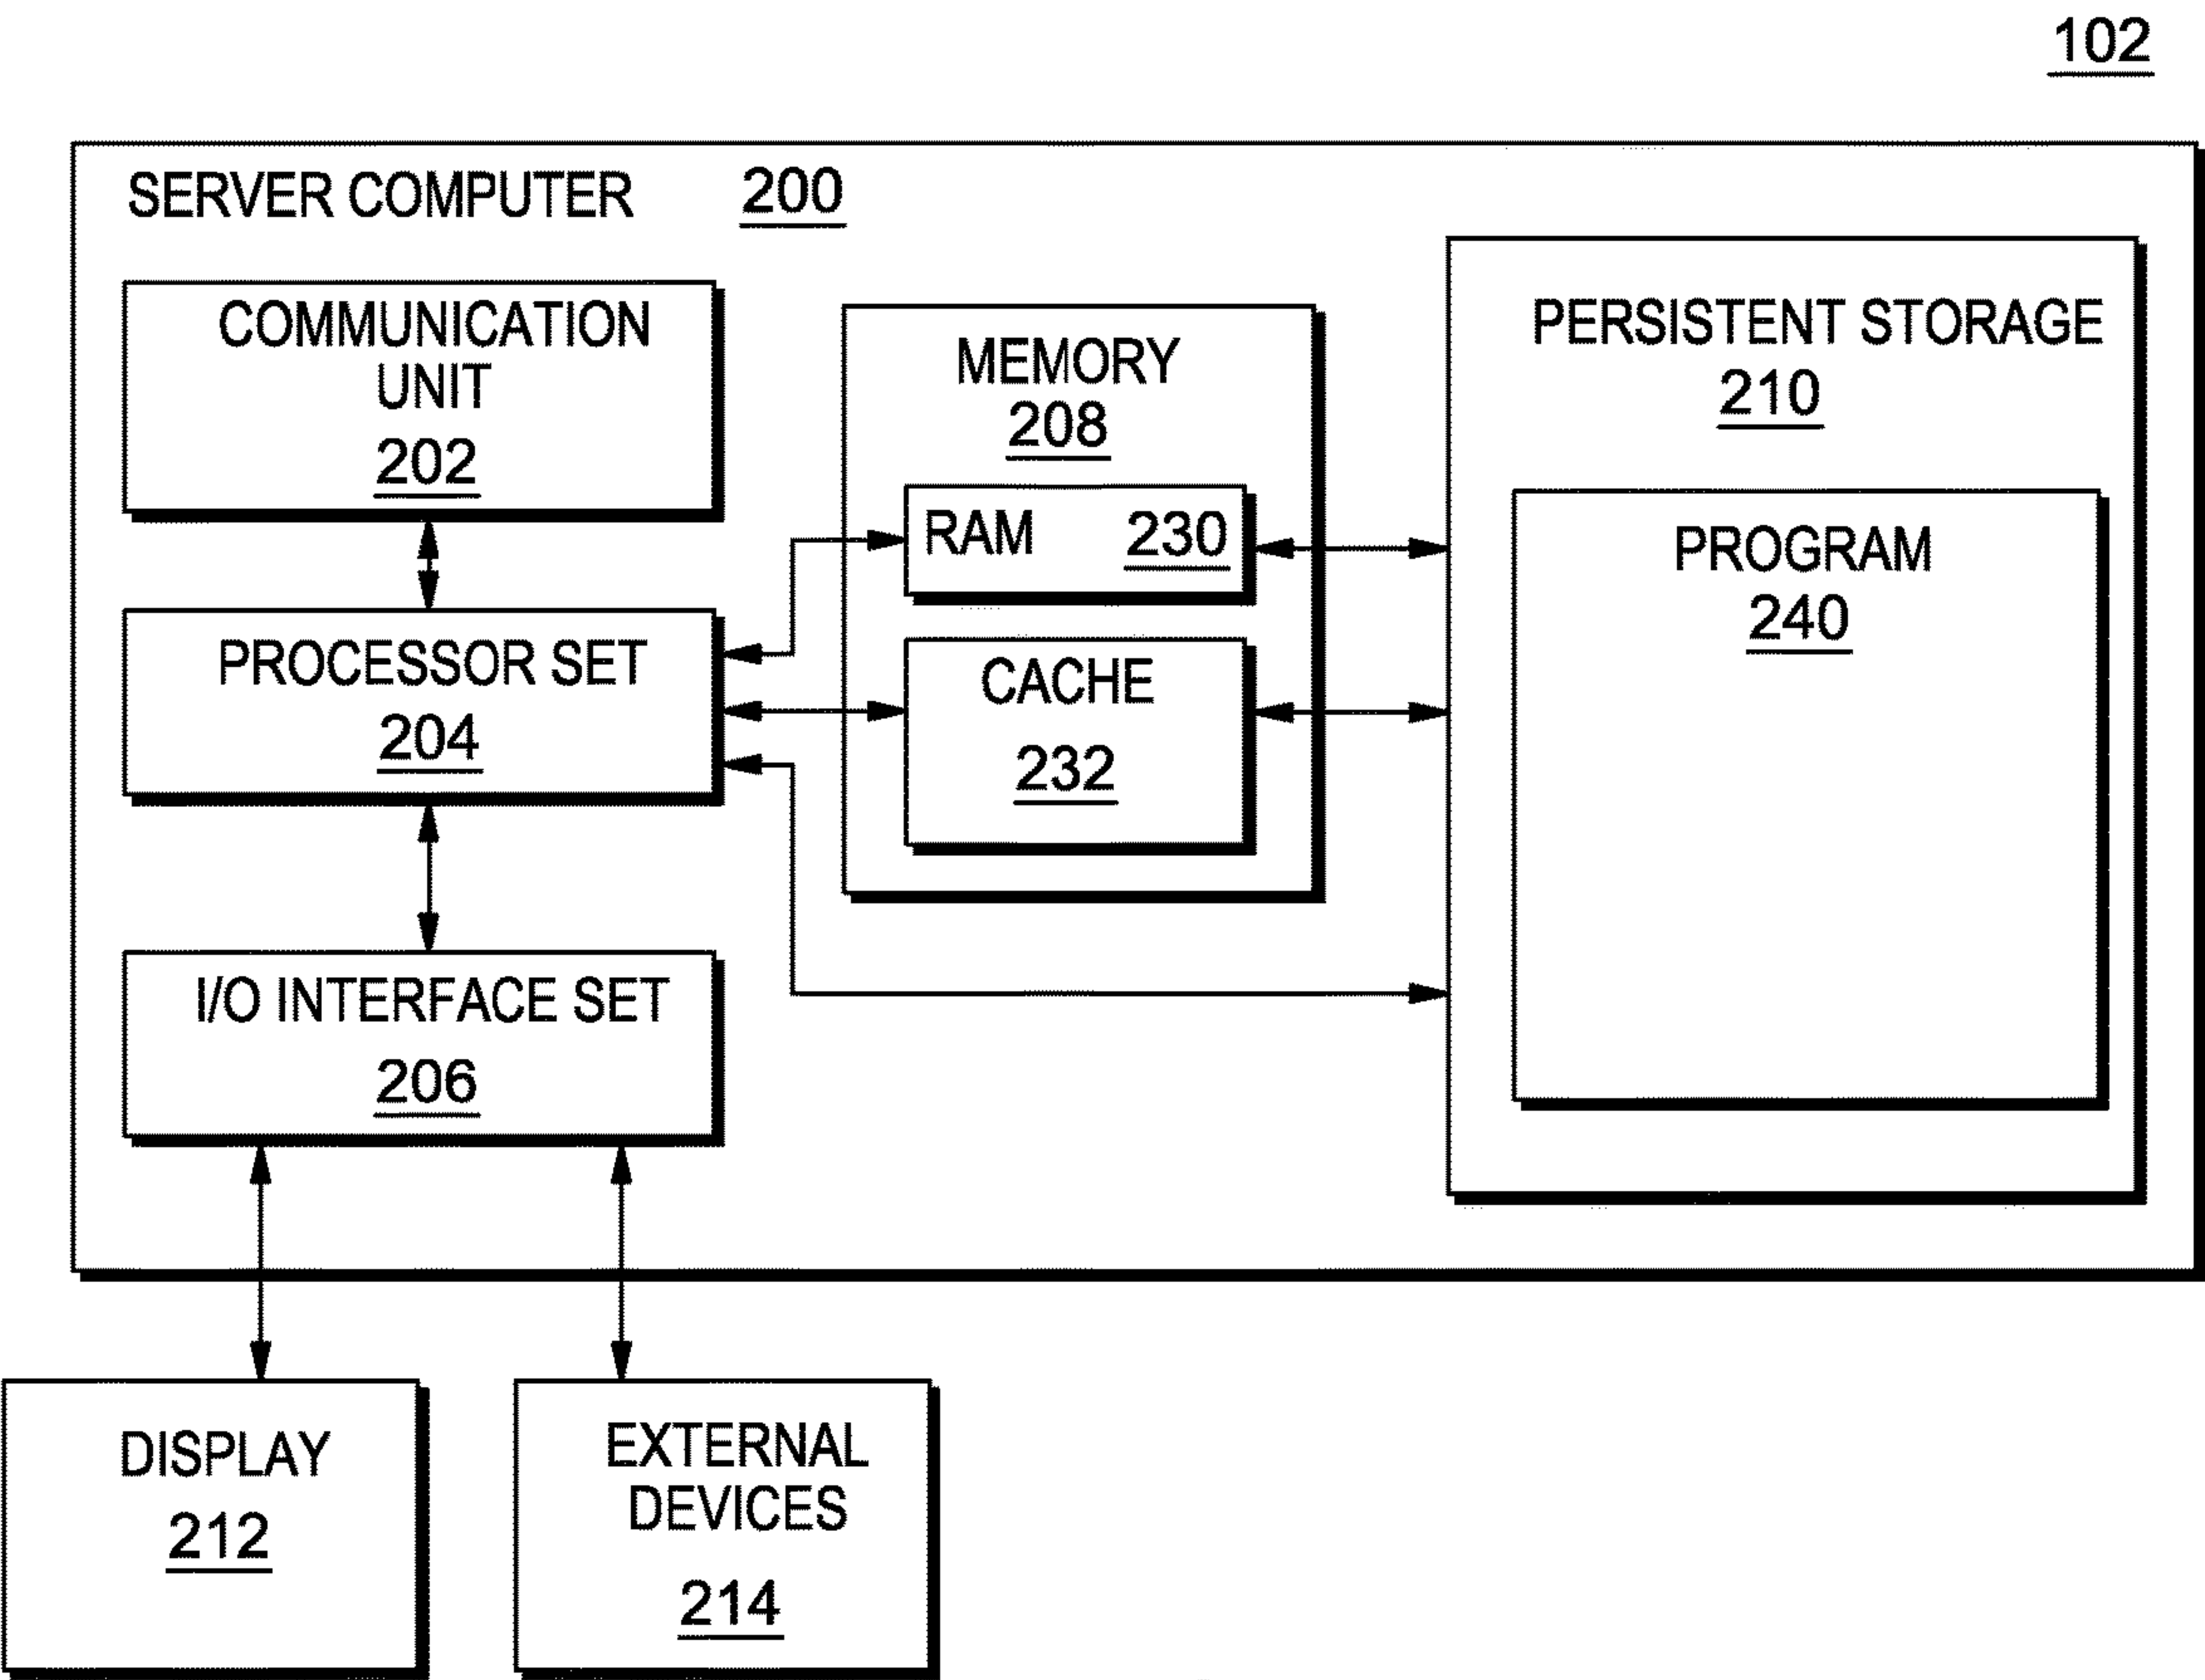 102
SERVER COMPUTER 200
COMMUNICATION
UNIT
202
PROCESSOR SET
204
I/O INTERFACE SET
206
MEMORY
208
RAM 230
CACHE
232
PERSISTENT STORAGE
210
PROGRAM
240
DISPLAY
212
EXTERNAL
DEVICES
214